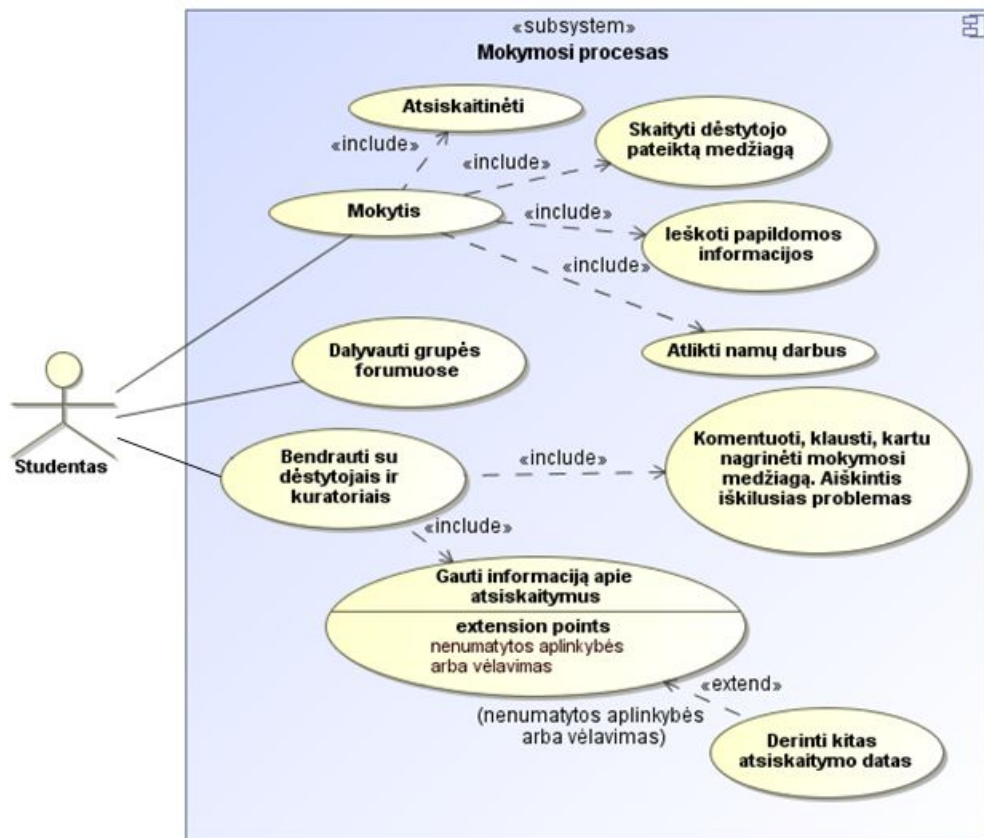 «subsystem»
Mokymosi procesas
Atsiskaitinėti
«include»
Skaityti dėstytojo
pateiktą medžiagą
«include»
Mokytis
«include»
Ieškoti papildomos
informacijos
«include»
Atlikti namų darbus
Dalyvauti grupės
forumuose
Studentas
Bendrauti su
dėstytojais ir
kuratoriais
«include»
Komentuoti, klausti, kartu
nagrinėti mokymosi
medžiagą. Aiškintis
iškilusias problemas
«include»
Gauti informaciją apie
atsiskaitymus
extension points
nenumatytos aplinkybės
arba vėlavimas
«extend»
(nenumatytos aplinkybės
arba vėlavimas)
Derinti kitas
atsiskaitymo datas